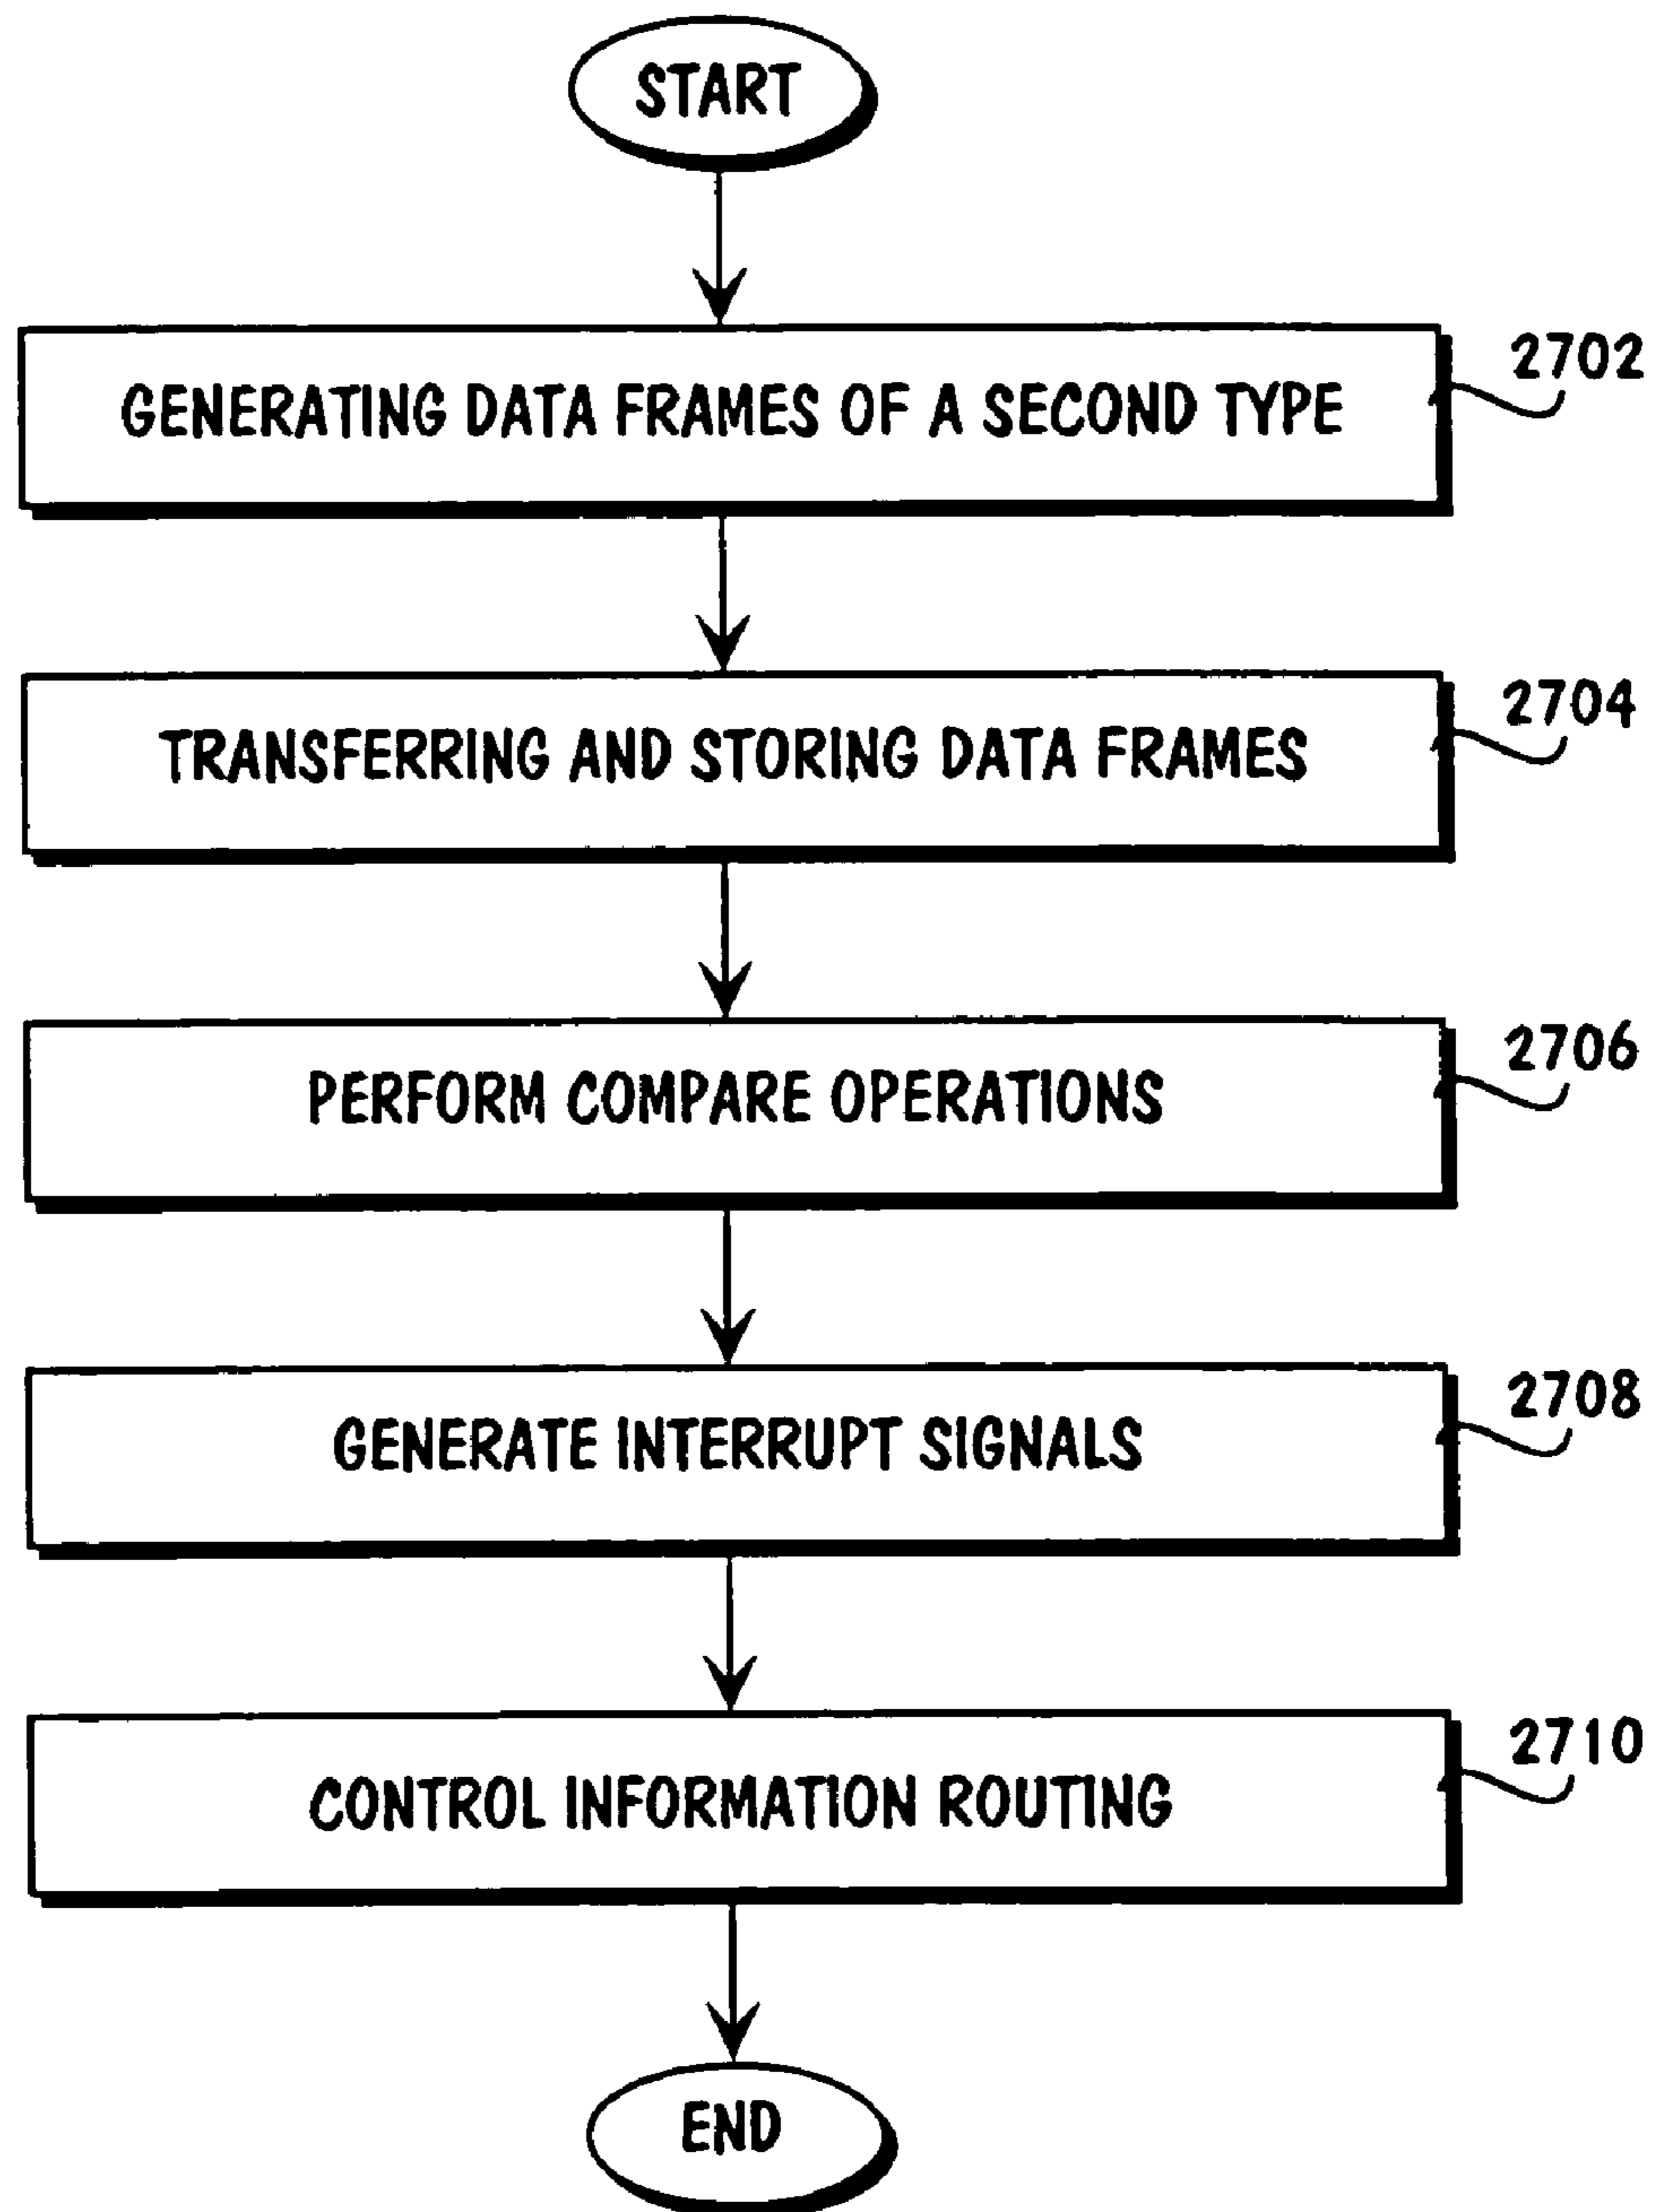 START
GENERATING DATA FRAMES OF A SECOND TYPE
2702
TRANSFERRING AND STORING DATA FRAMES
2704
PERFORM COMPARE OPERATIONS
2706
GENERATE INTERRUPT SIGNALS
2708
CONTROL INFORMATION ROUTING
2710
END